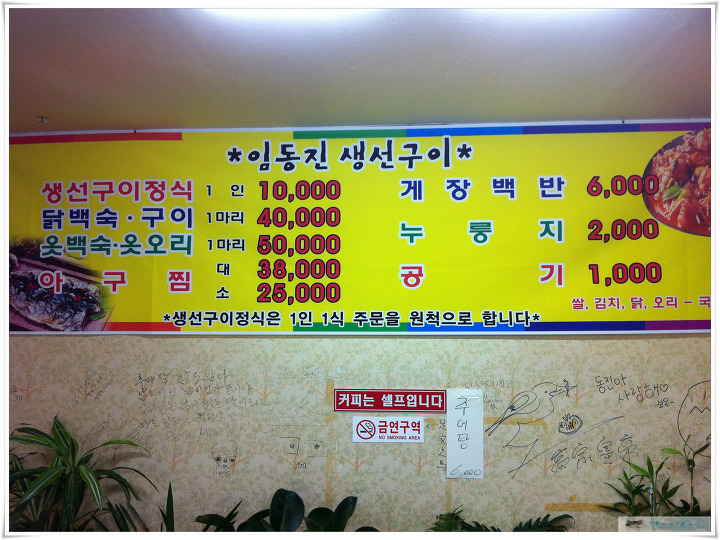 *임동진 생선구이*
생선구이정식 1 인 10,000
닭백숙·구이 1마리 40,000
옻백숙·옻오리 1마리 50,000
아 구 찜 대 38,000
소 25,000
게 장 백 반 6,000
누 룽 지 2,000
공 기 1,000
쌀, 김치, 닭, 오리 – 국
*생선구이정식은 1인 1식 주문을 원척으로 합니다*
커피는 셀프입니다
금연구역
NO SMOKING AREA
추어탕
6,000
동진아
사랑해♡